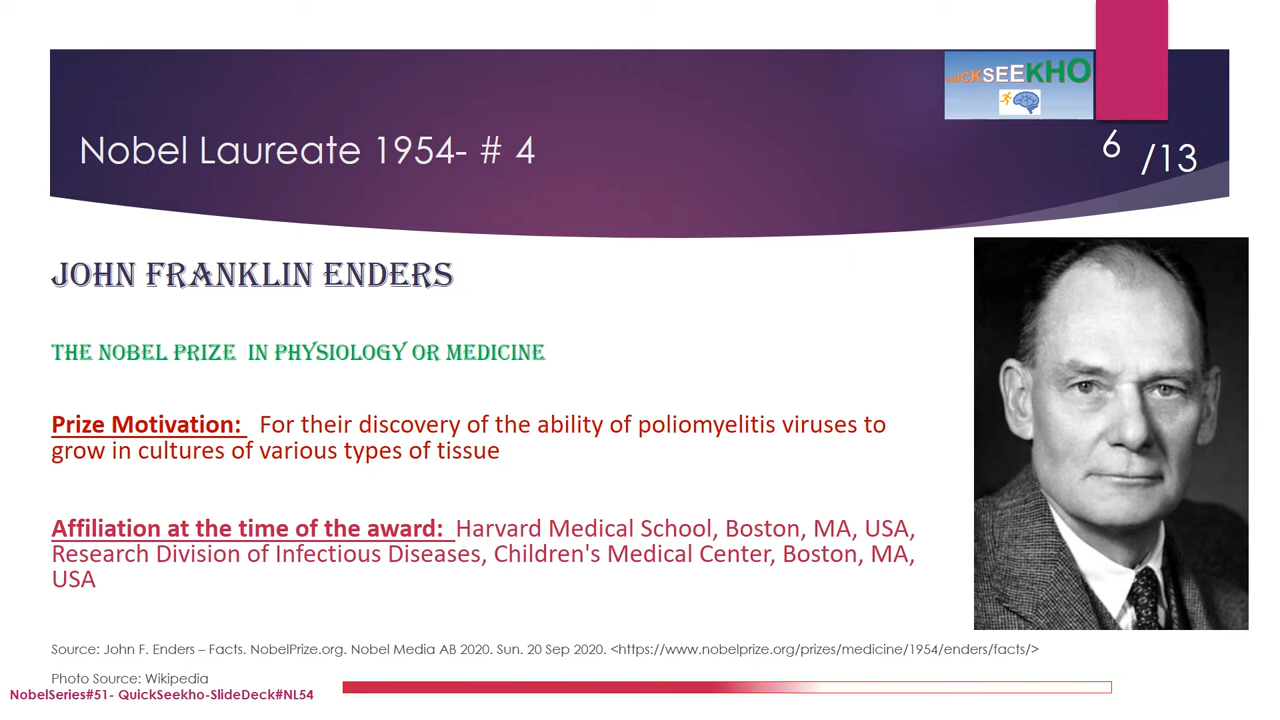 QUICKSEEKHO
Nobel Laureate 1954- # 4
6 /13
JOHN FRANKLIN ENDERS
THE NOBEL PRIZE IN PHYSIOLOGY OR MEDICINE
Prize Motivation: For their discovery of the ability of poliomyelitis viruses to
grow in cultures of various types of tissue
Affiliation at the time of the award: Harvard Medical School, Boston, MA, USA,
Research Division of Infectious Diseases, Children's Medical Center, Boston, MA,
USA
Source: John F. Enders – Facts. NobelPrize.org. Nobel Media AB 2020. Sun. 20 Sep 2020. <https://www.nobelprize.org/prizes/medicine/1954/enders/facts/>
Photo Source: Wikipedia
NobelSeries#51- QuickSeekho-SlideDeck#NL54